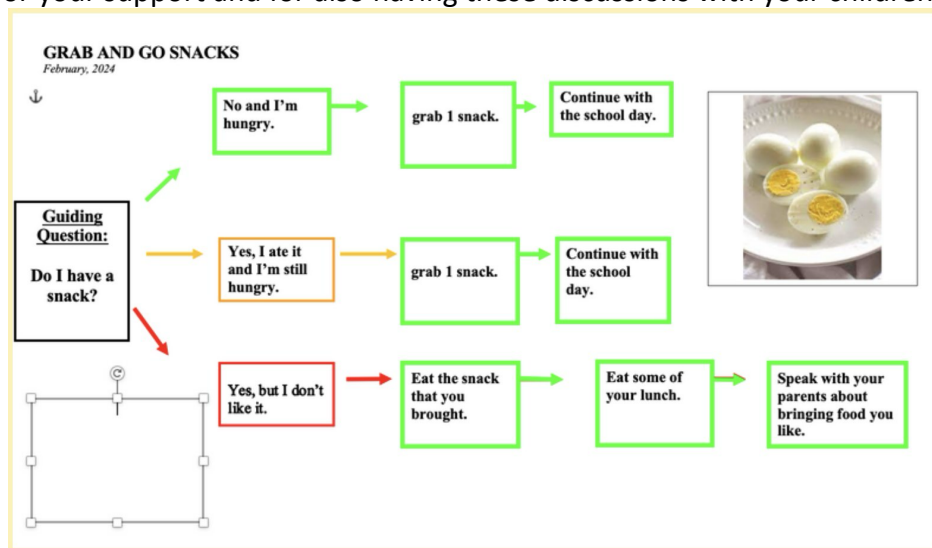 or your support and for also having these discussions with your children
GRAB AND GO SNACKS
February, 2024
No and I'm
hungry.
grab 1 snack.
Continue with
the school day.
Guiding
Question:
Do I have a
snack?
Yes, I ate it
and I'm still
hungry.
grab 1 snack.
Continue with
the school
day.
Yes, but I don't
like it.
Eat the snack
that you
brought.
Eat some of
your lunch.
Speak with your
parents about
bringing food you
like.